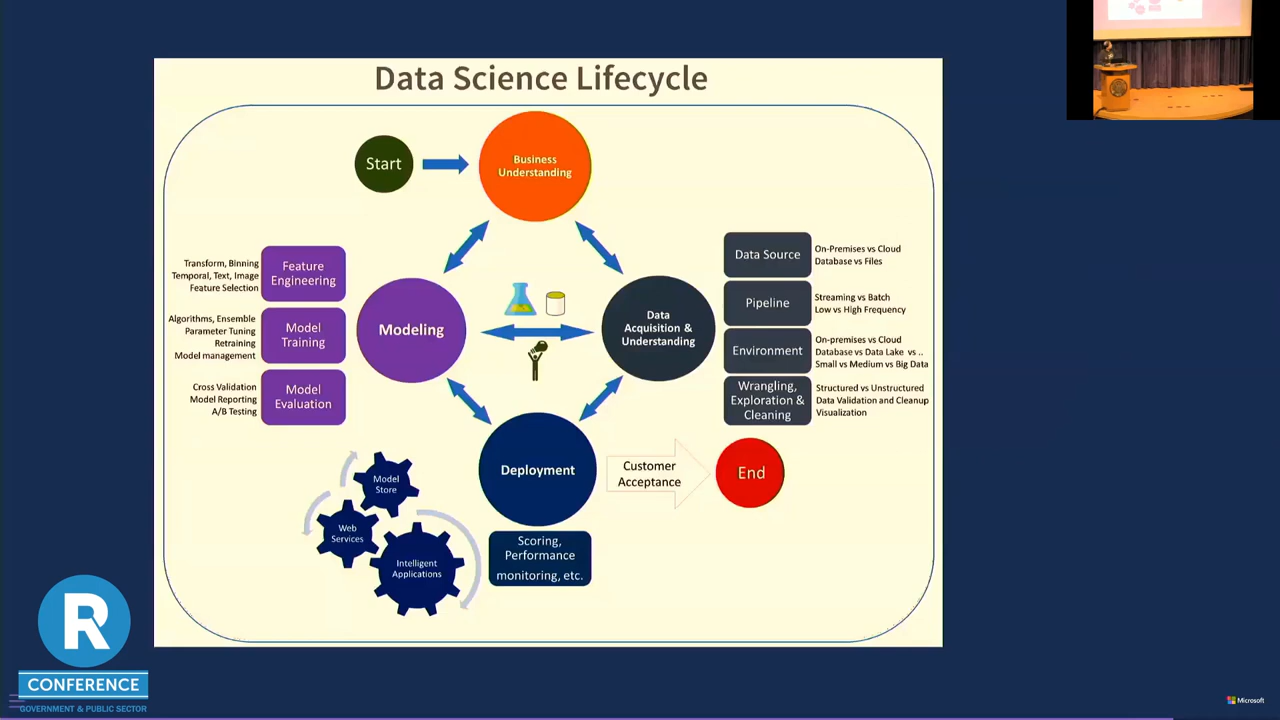 Data Science Lifecycle
Start
Business
Understanding
Transform, Binning
Temporal, Text, Image
Feature Selection
Feature
Engineering
Algorithms, Ensemble
Parameter Tuning
Retraining
Model management
Model
Training
Cross Validation
Model Reporting
A/B Testing
Model
Evaluation
Modeling
Data
Acquisition &
Understanding
Data Source
On-Premises vs Cloud
Database vs Files
Pipeline
Streaming vs Batch
Low vs High Frequency
Environment
On-premises vs Cloud
Database vs Data Lake vs ..
Small vs Medium vs Big Data
Wrangling,
Exploration &
Cleaning
Structured vs Unstructured
Data Validation and Cleanup
Visualization
Deployment
Customer
Acceptance
End
Scoring,
Performance
monitoring, etc.
Model
Store
Web
Services
Intelligent
Applications
R
CONFERENCE
GOVERNMENT & PUBLIC SECTOR
Microsoft